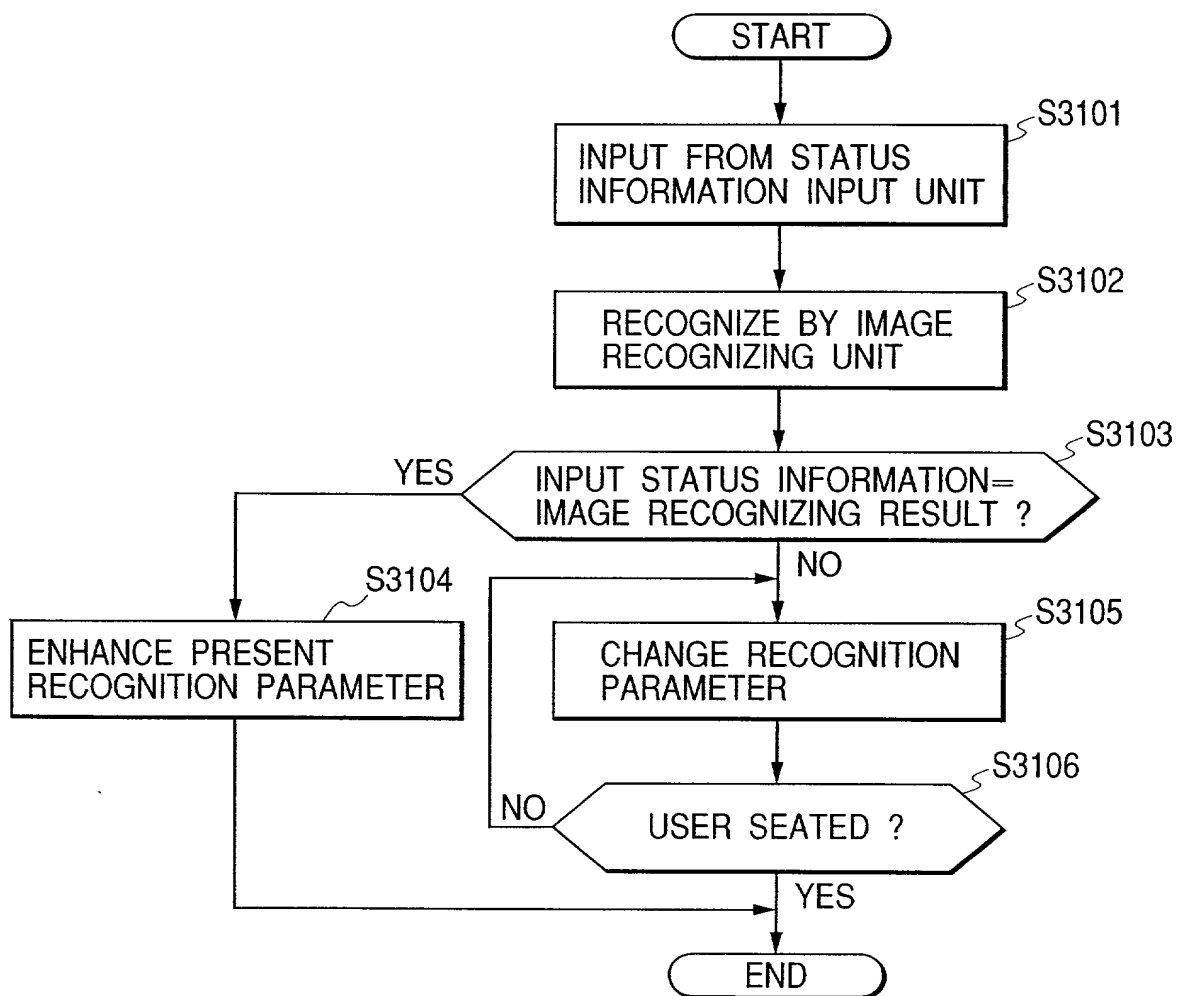 START
S3101
INPUT FROM STATUS
INFORMATION INPUT UNIT
S3102
RECOGNIZE BY IMAGE
RECOGNIZING UNIT
S3103
YES
INPUT STATUS INFORMATION=
IMAGE RECOGNIZING RESULT ?
NO
S3104
ENHANCE PRESENT
RECOGNITION PARAMETER
S3105
CHANGE RECOGNITION
PARAMETER
S3106
NO
USER SEATED ?
YES
END